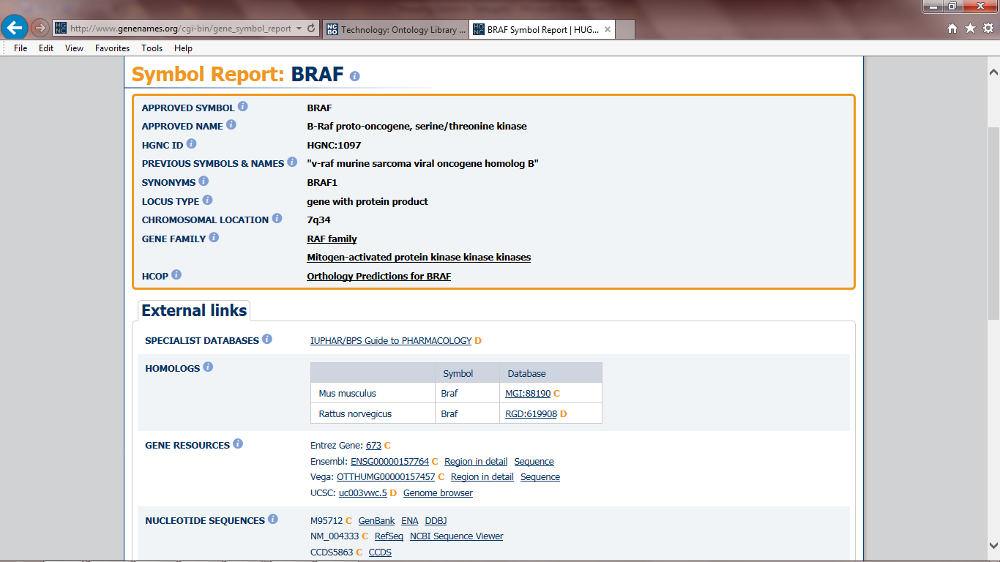 http://www.genenames.org/cgi-bin/gene_symbol_report
Technology: Ontology Library ...
BRAF Symbol Report | HUG...
File Edit View Favorites Tools Help
Symbol Report: BRAF
APPROVED SYMBOL BRAF
APPROVED NAME B-Raf proto-oncogene, serine/threonine kinase
HGNC ID HGNC:1097
PREVIOUS SYMBOLS & NAMES "v-raf murine sarcoma viral oncogene homolog B"
SYNONYMS BRAF1
LOCUS TYPE gene with protein product
CHROMOSOMAL LOCATION 7q34
GENE FAMILY RAF family
Mitogen-activated protein kinase kinase kinases
HCOP Orthology Predictions for BRAF
External links
SPECIALIST DATABASES IUPHAR/BPS Guide to PHARMACOLOGY D
HOMOLOGS
Symbol Database
Mus musculus Braf MGI:88190 C
Rattus norvegicus Braf RGD:619908 D
GENE RESOURCES Entrez Gene: 673 C
Ensembl: ENSG00000157764 C Region in detail Sequence
Vega: OTTHUMG00000157457 C Region in detail Sequence
UCSC: uc003vwc.5 D Genome browser
NUCLEOTIDE SEQUENCES M95712 C GenBank ENA DDBJ
NM_004333 C RefSeq NCBI Sequence Viewer
CCDS5863 C CCDS